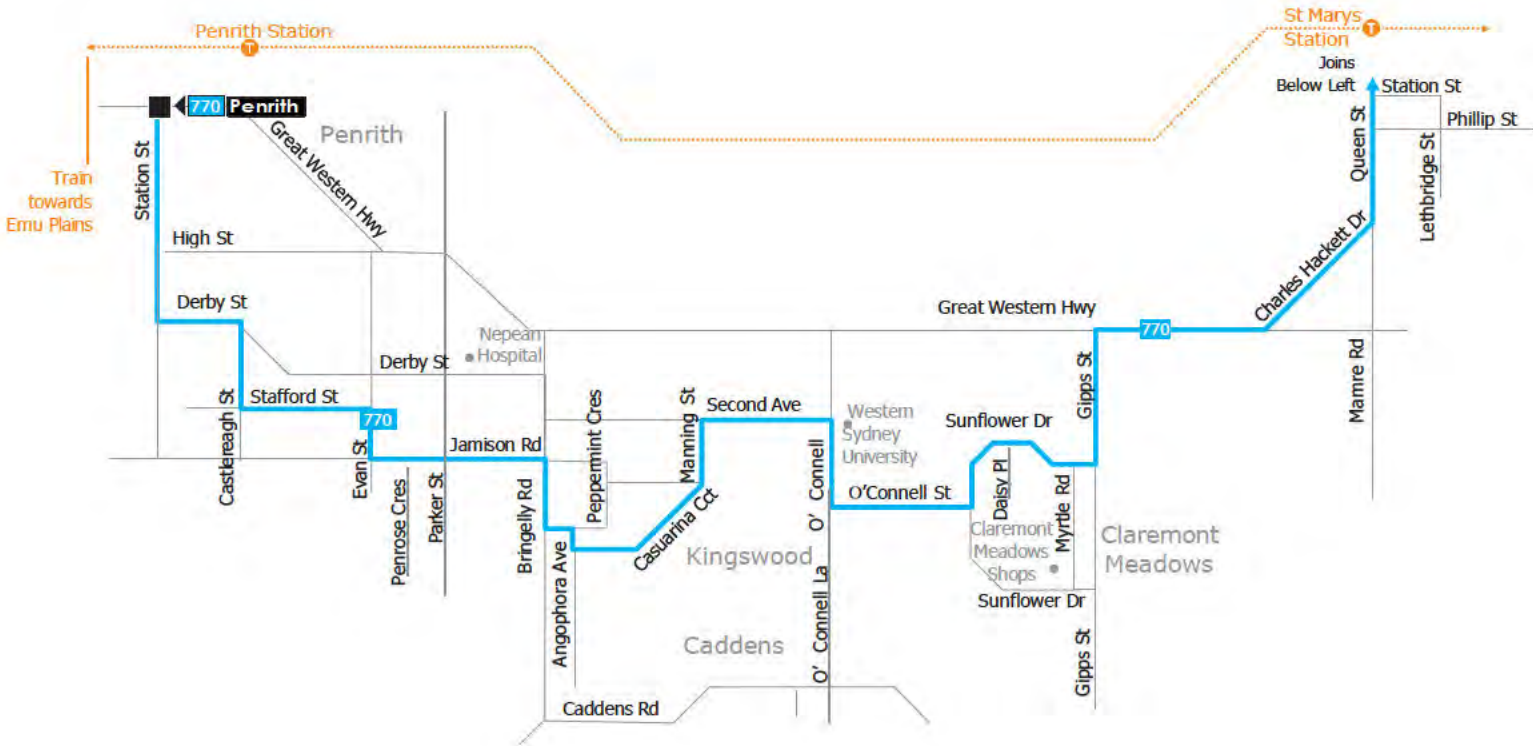 Penrith Station
St Marys
Station
Joins
Below Left
Station St
770 Penrith
Penrith
Great Western Hwy
Phillip St
Queen St
Lethbridge St
Train
towards
Emu Plains
Station St
High St
Charles Hackett Dr
Derby St
Great Western Hwy
770
Nepean
Hospital
Derby St
Gipps St
Mamre Rd
Castlereagh St
Stafford St
770
Evan St
Jamison Rd
Peppermint Cres
Manning St
Second Ave
Western
Sydney
University
Sunflower Dr
Penrose Cres
Parker St
Bringelly Rd
Casuarina Cct
O' Connell
O'Connell St
Daisy Pl
Myrtle Rd
Claremont
Meadows
Shops
Claremont
Meadows
Kingswood
Angophora Ave
Sunflower Dr
Caddens
O' Connell La
Gipps St
Caddens Rd
T
T